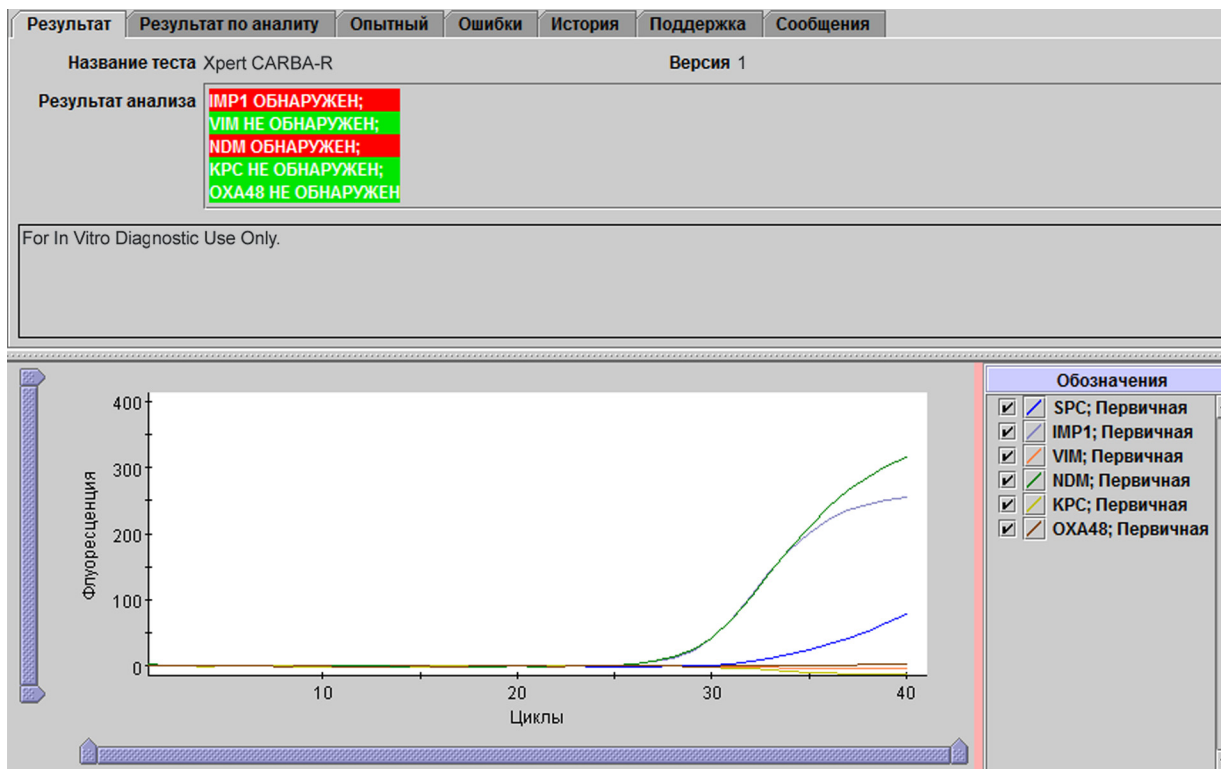 Результат Результат по аналиту Опытный Ошибки История Поддержка Сообщения
Название теста Xpert CARBA-R Версия 1
Результат анализа
IMP1 ОБНАРУЖЕН;
VIM НЕ ОБНАРУЖЕН;
NDM ОБНАРУЖЕН;
KPC НЕ ОБНАРУЖЕН;
OXA48 НЕ ОБНАРУЖЕН
For In Vitro Diagnostic Use Only.
400
300
200
100
0
Флуоресценция
10 20 30 40
Циклы
Обозначения
SPC; Первичная
IMP1; Первичная
VIM; Первичная
NDM; Первичная
KPC; Первичная
OXA48; Первичная